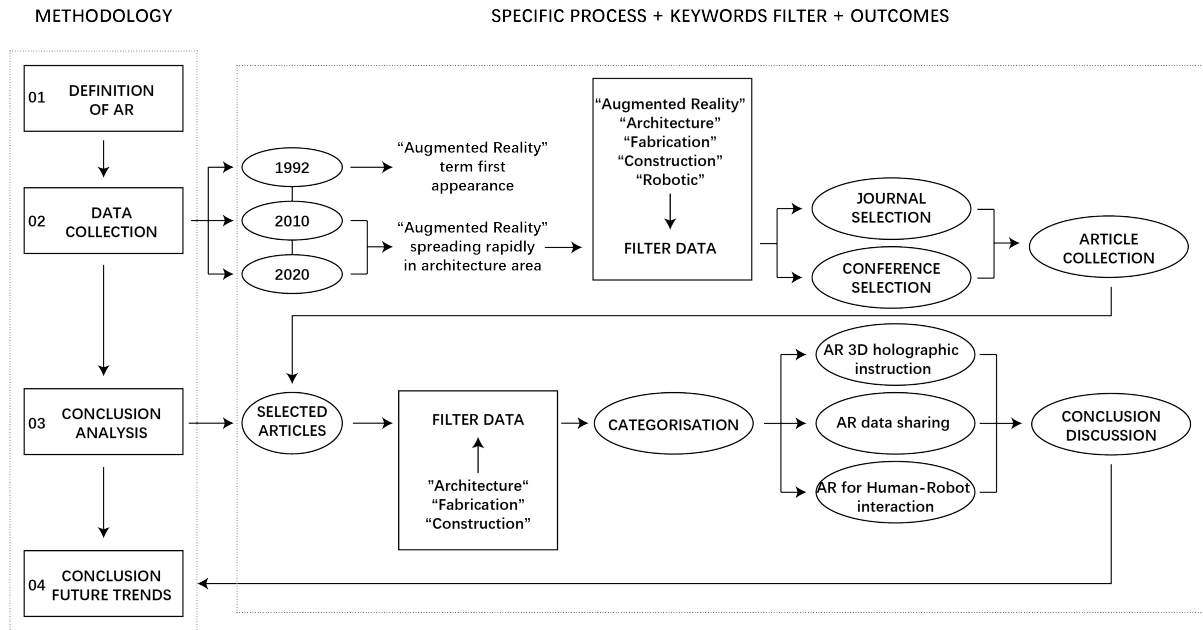 METHODOLOGY
SPECIFIC PROCESS + KEYWORDS FILTER + OUTCOMES
01
DEFINITION
OF AR
02
DATA
COLLECTION
03
CONCLUSION
ANALYSIS
04
CONCLUSION
FUTURE TRENDS
1992
2010
2020
“Augmented Reality”
term first
appearance
“Augmented Reality”
spreading rapidly
in architecture area
“Augmented Reality”
“Architecture”
“Fabrication”
“Construction”
“Robotic”
FILTER DATA
JOURNAL
SELECTION
CONFERENCE
SELECTION
ARTICLE
COLLECTION
SELECTED
ARTICLES
FILTER DATA
”Architecture“
“Fabrication”
“Construction”
CATEGORISATION
AR 3D holographic
instruction
AR data sharing
AR for Human-Robot
interaction
CONCLUSION
DISCUSSION